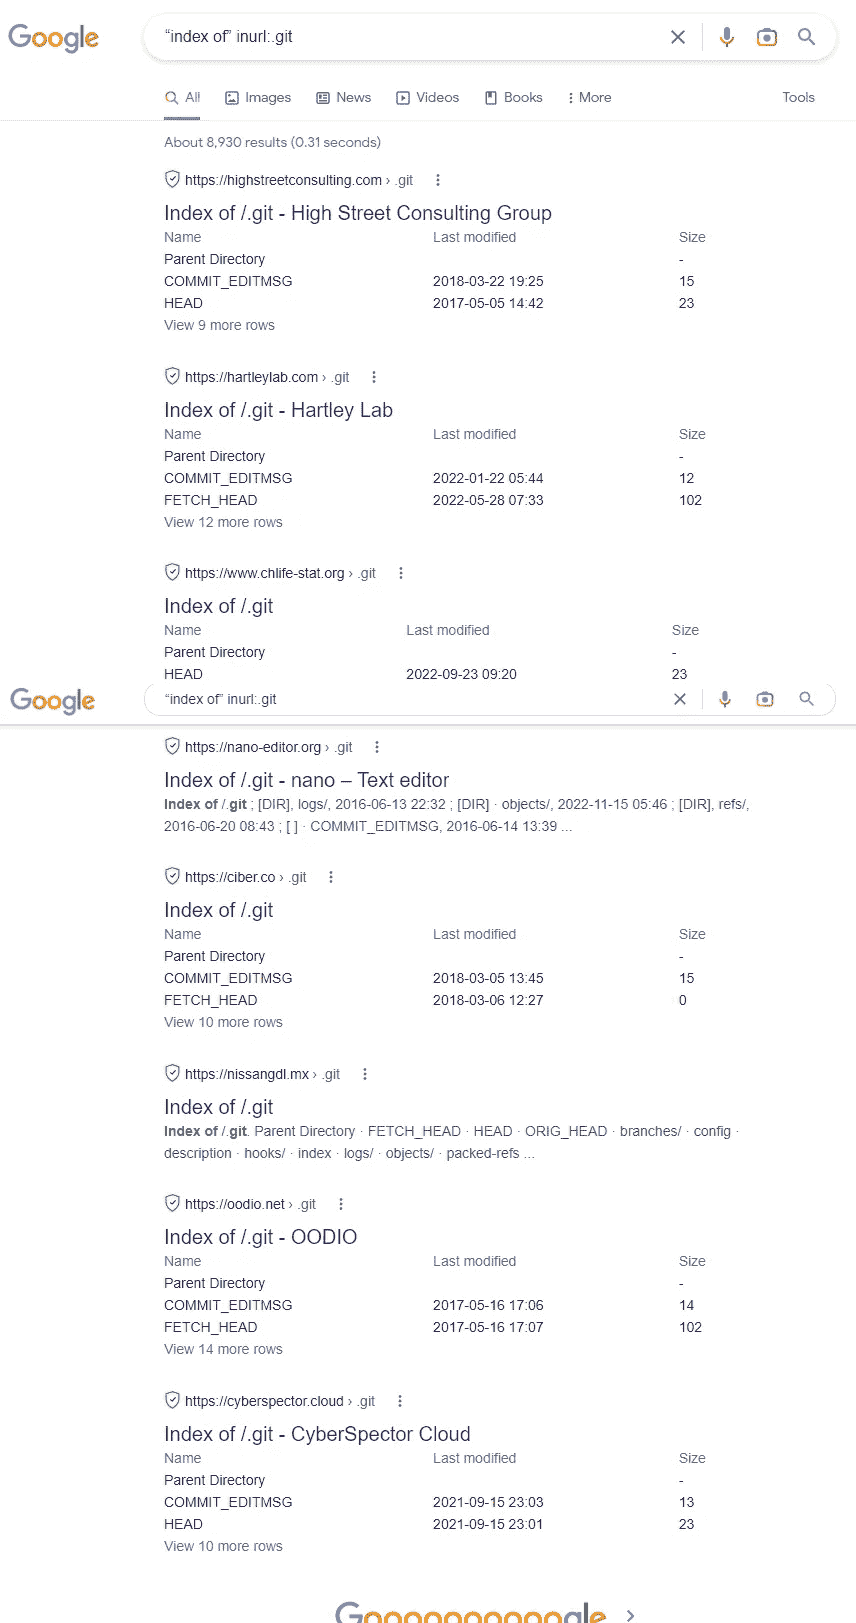 Google
“index of” inurl:.git
All Images News Videos Books More Tools
About 8,930 results (0.31 seconds)
https://highstreetconsulting.com › .git
Index of /.git - High Street Consulting Group
Name Last modified Size
Parent Directory -
COMMIT_EDITMSG 2018-03-22 19:25 15
HEAD 2017-05-05 14:42 23
View 9 more rows
https://hartleylab.com › .git
Index of /.git - Hartley Lab
Name Last modified Size
Parent Directory -
COMMIT_EDITMSG 2022-01-22 05:44 12
FETCH_HEAD 2022-05-28 07:33 102
View 12 more rows
https://www.chlife-stat.org › .git
Index of /.git
Name Last modified Size
Parent Directory -
HEAD 2022-09-23 09:20 23
Google “index of” inurl:.git
https://nano-editor.org › .git
Index of /.git - nano – Text editor
Index of /.git ; [DIR], logs/, 2016-06-13 22:32 ; [DIR] · objects/, 2022-11-15 05:46 ; [DIR], refs/,
2016-06-20 08:43 ; [ ] · COMMIT_EDITMSG, 2016-06-14 13:39 ...
https://ciber.co › .git
Index of /.git
Name Last modified Size
Parent Directory -
COMMIT_EDITMSG 2018-03-05 13:45 15
FETCH_HEAD 2018-03-06 12:27 0
View 10 more rows
https://nissangdl.mx › .git
Index of /.git
Index of /.git. Parent Directory · FETCH_HEAD · HEAD · ORIG_HEAD · branches/ · config ·
description · hooks/ · index · logs/ · objects/ · packed-refs ...
https://oodio.net › .git
Index of /.git - OODIO
Name Last modified Size
Parent Directory -
COMMIT_EDITMSG 2017-05-16 17:06 14
FETCH_HEAD 2017-05-16 17:07 102
View 14 more rows
https://cyberspector.cloud › .git
Index of /.git - CyberSpector Cloud
Name Last modified Size
Parent Directory -
COMMIT_EDITMSG 2021-09-15 23:03 13
HEAD 2021-09-15 23:01 23
View 10 more rows
Goooooooooogle